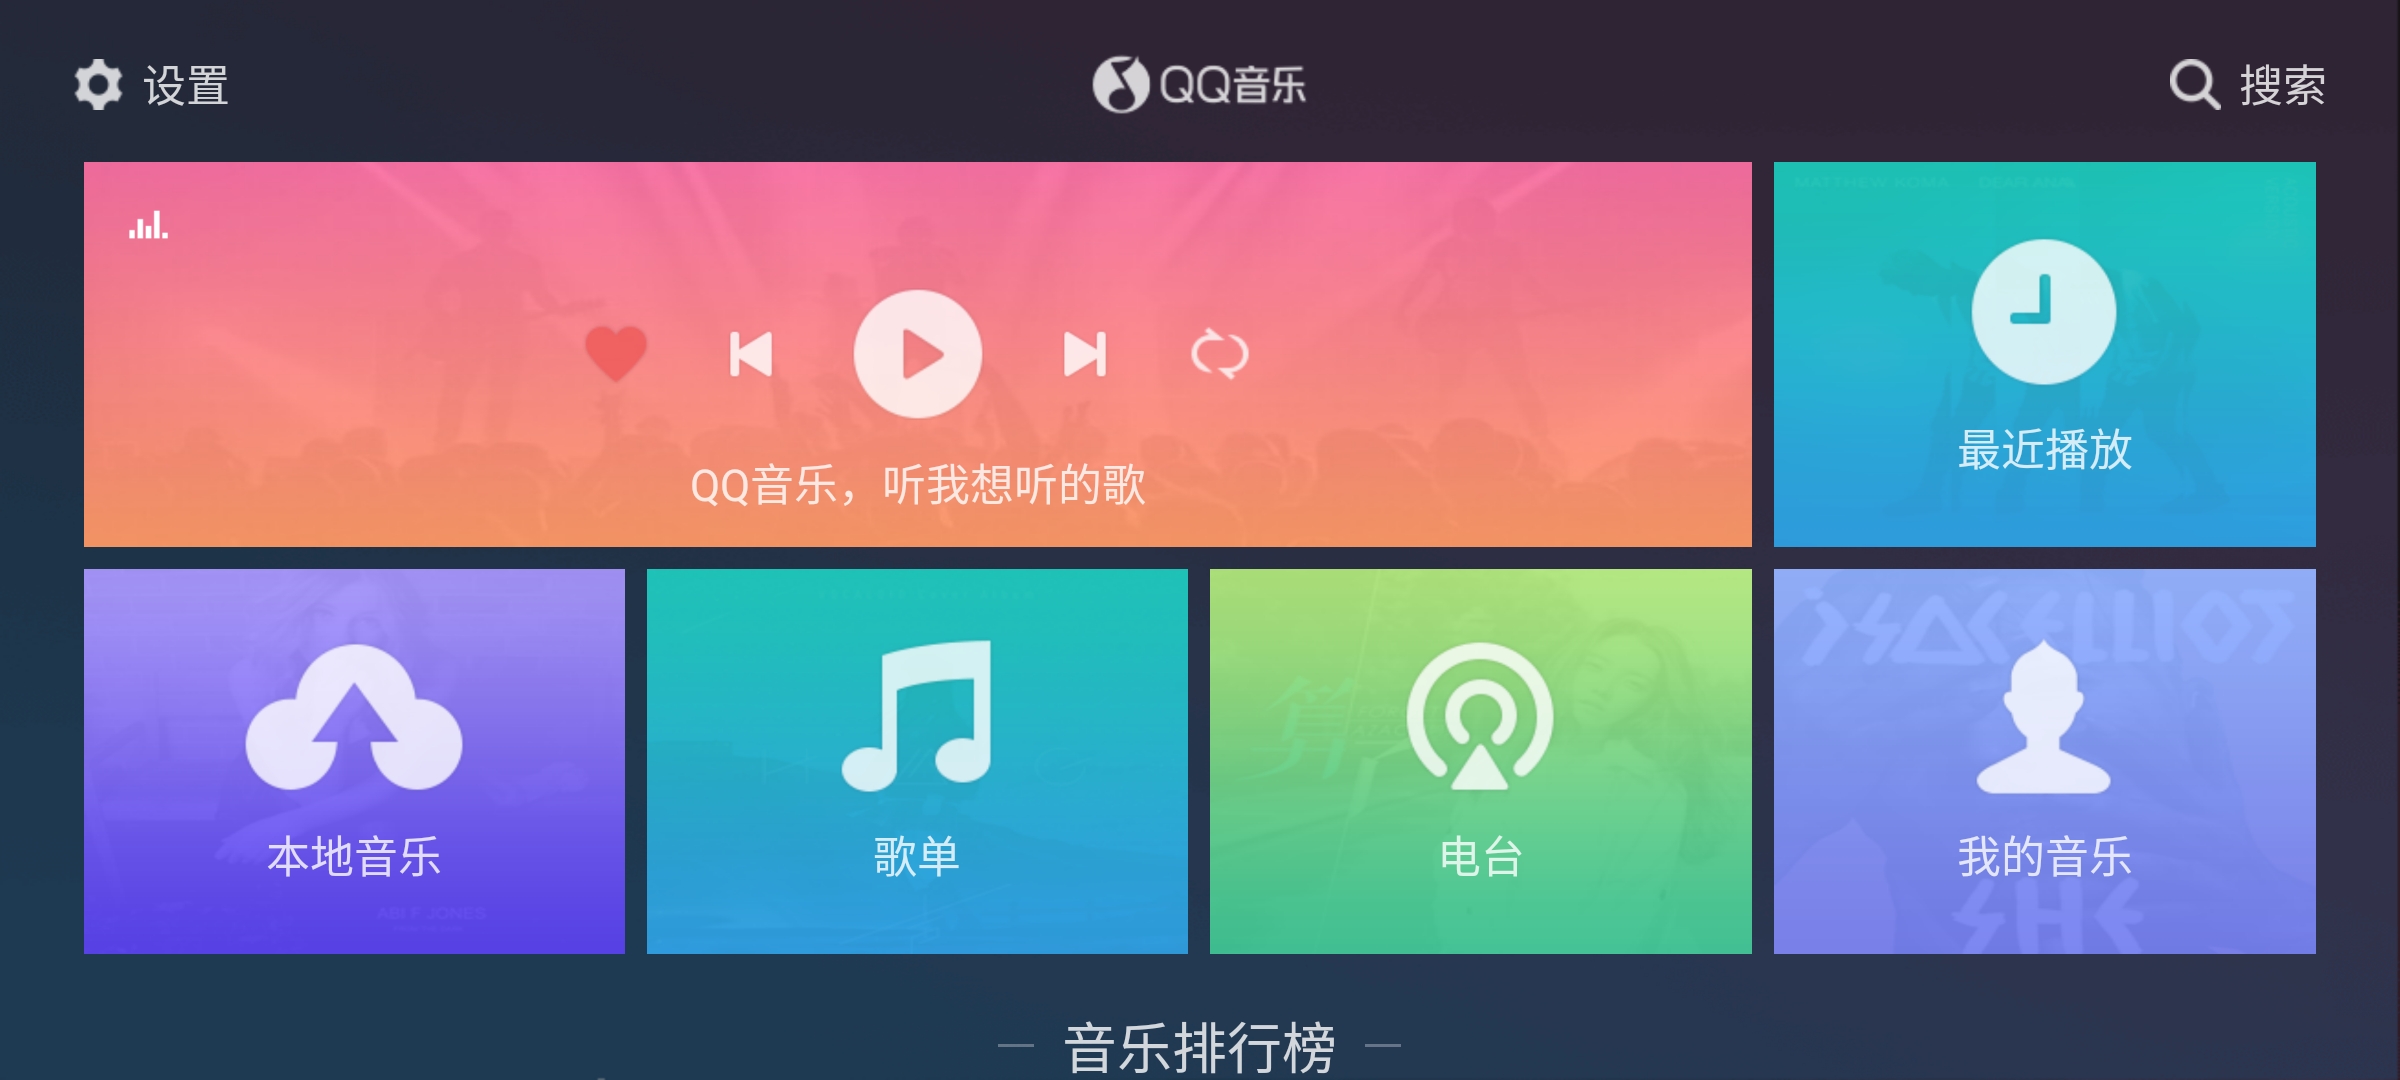 设置
QQ音乐
搜索
MATTHEW KOMA
QQ音乐，听我想听的歌
最近播放
本地音乐
歌单
电台
我的音乐
音乐排行榜